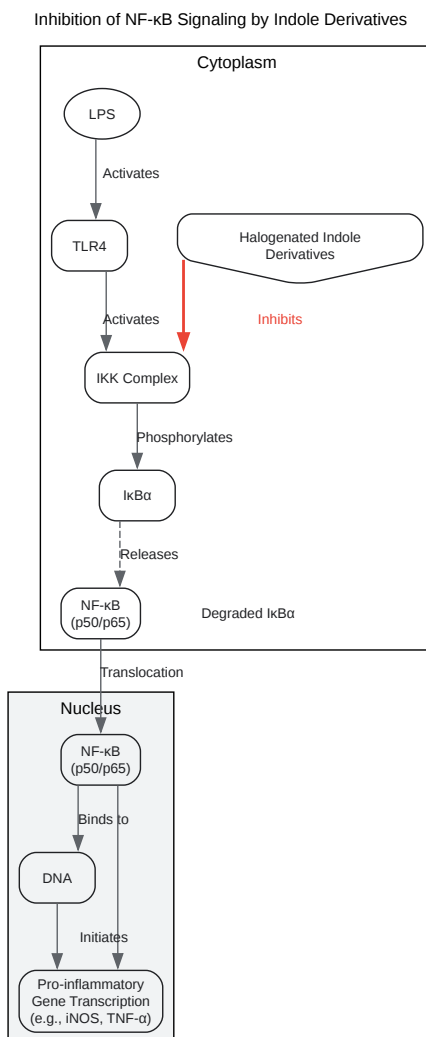 Inhibition of NF-κB Signaling by Indole Derivatives
Cytoplasm
LPS
Activates
TLR4
Halogenated Indole
Derivatives
Activates
Inhibits
IKK Complex
Phosphorylates
IκBα
Releases
NF-κB
(p50/p65)
Degraded IκBα
Translocation
Nucleus
NF-κB
(p50/p65)
Binds to
DNA
Initiates
Pro-inflammatory
Gene Transcription
(e.g., iNOS, TNF-α)